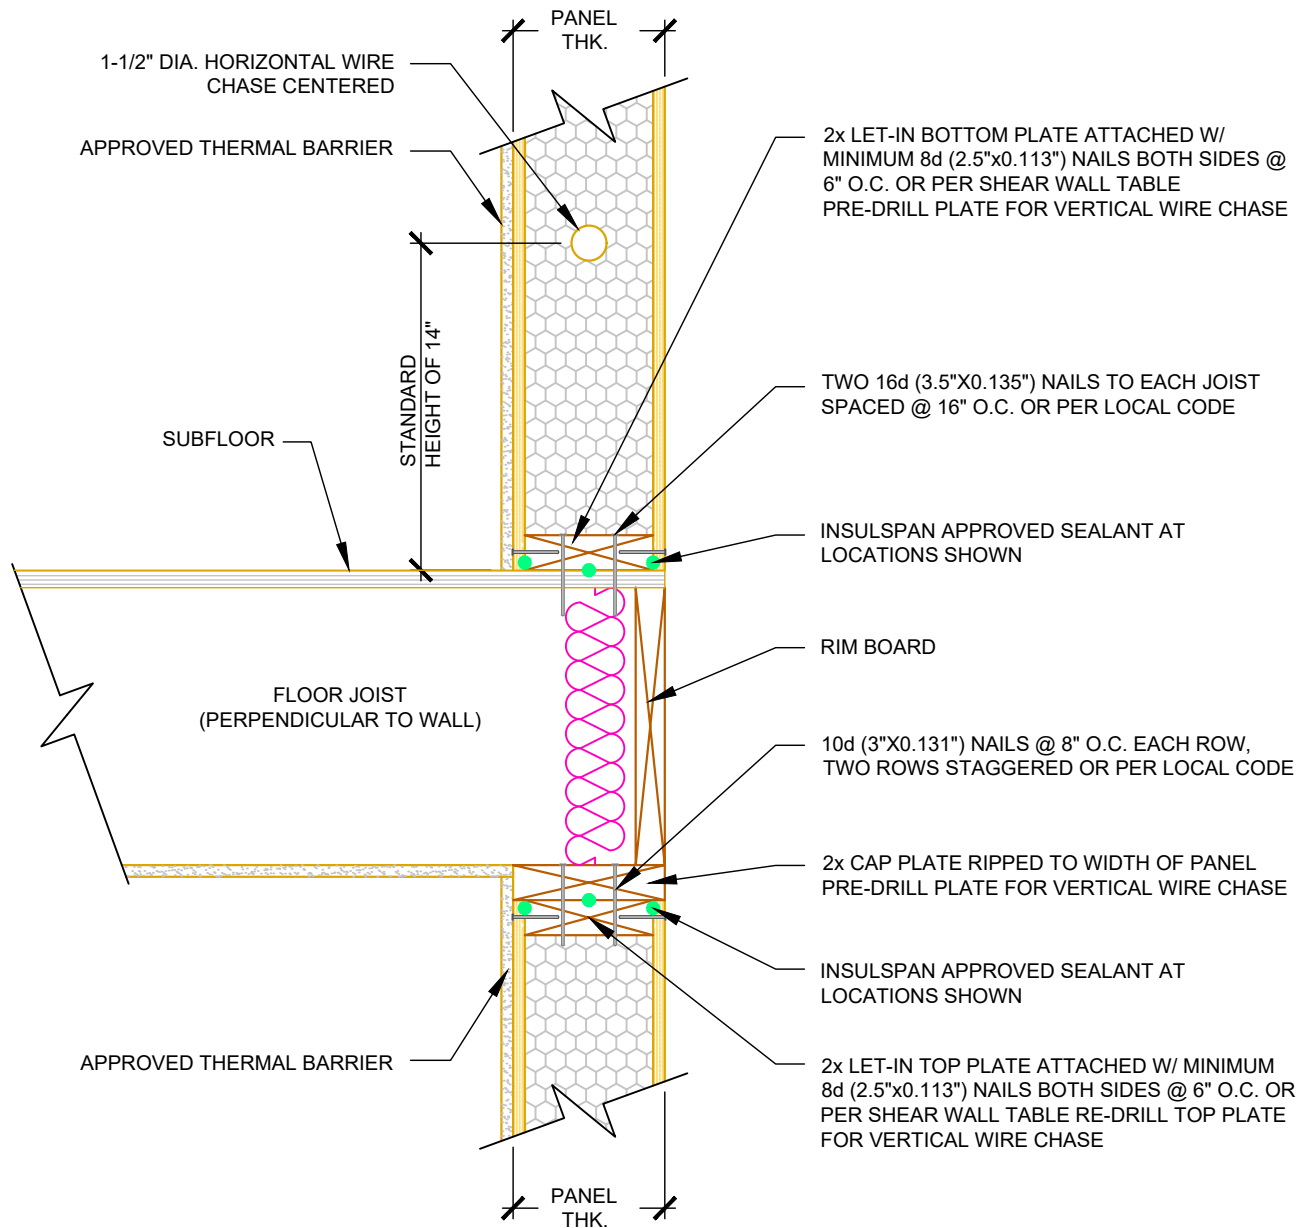 PANEL
THK.
1-1/2" DIA. HORIZONTAL WIRE
CHASE CENTERED
APPROVED THERMAL BARRIER
2x LET-IN BOTTOM PLATE ATTACHED W/
MINIMUM 8d (2.5"x0.113") NAILS BOTH SIDES @
6" O.C. OR PER SHEAR WALL TABLE
PRE-DRILL PLATE FOR VERTICAL WIRE CHASE
STANDARD
HEIGHT OF 14"
TWO 16d (3.5"X0.135") NAILS TO EACH JOIST
SPACED @ 16" O.C. OR PER LOCAL CODE
SUBFLOOR
INSULSPAN APPROVED SEALANT AT
LOCATIONS SHOWN
RIM BOARD
FLOOR JOIST
(PERPENDICULAR TO WALL)
10d (3"X0.131") NAILS @ 8" O.C. EACH ROW,
TWO ROWS STAGGERED OR PER LOCAL CODE
2x CAP PLATE RIPPED TO WIDTH OF PANEL
PRE-DRILL PLATE FOR VERTICAL WIRE CHASE
INSULSPAN APPROVED SEALANT AT
LOCATIONS SHOWN
APPROVED THERMAL BARRIER
2x LET-IN TOP PLATE ATTACHED W/ MINIMUM
8d (2.5"x0.113") NAILS BOTH SIDES @ 6" O.C. OR
PER SHEAR WALL TABLE RE-DRILL TOP PLATE
FOR VERTICAL WIRE CHASE
PANEL
THK.